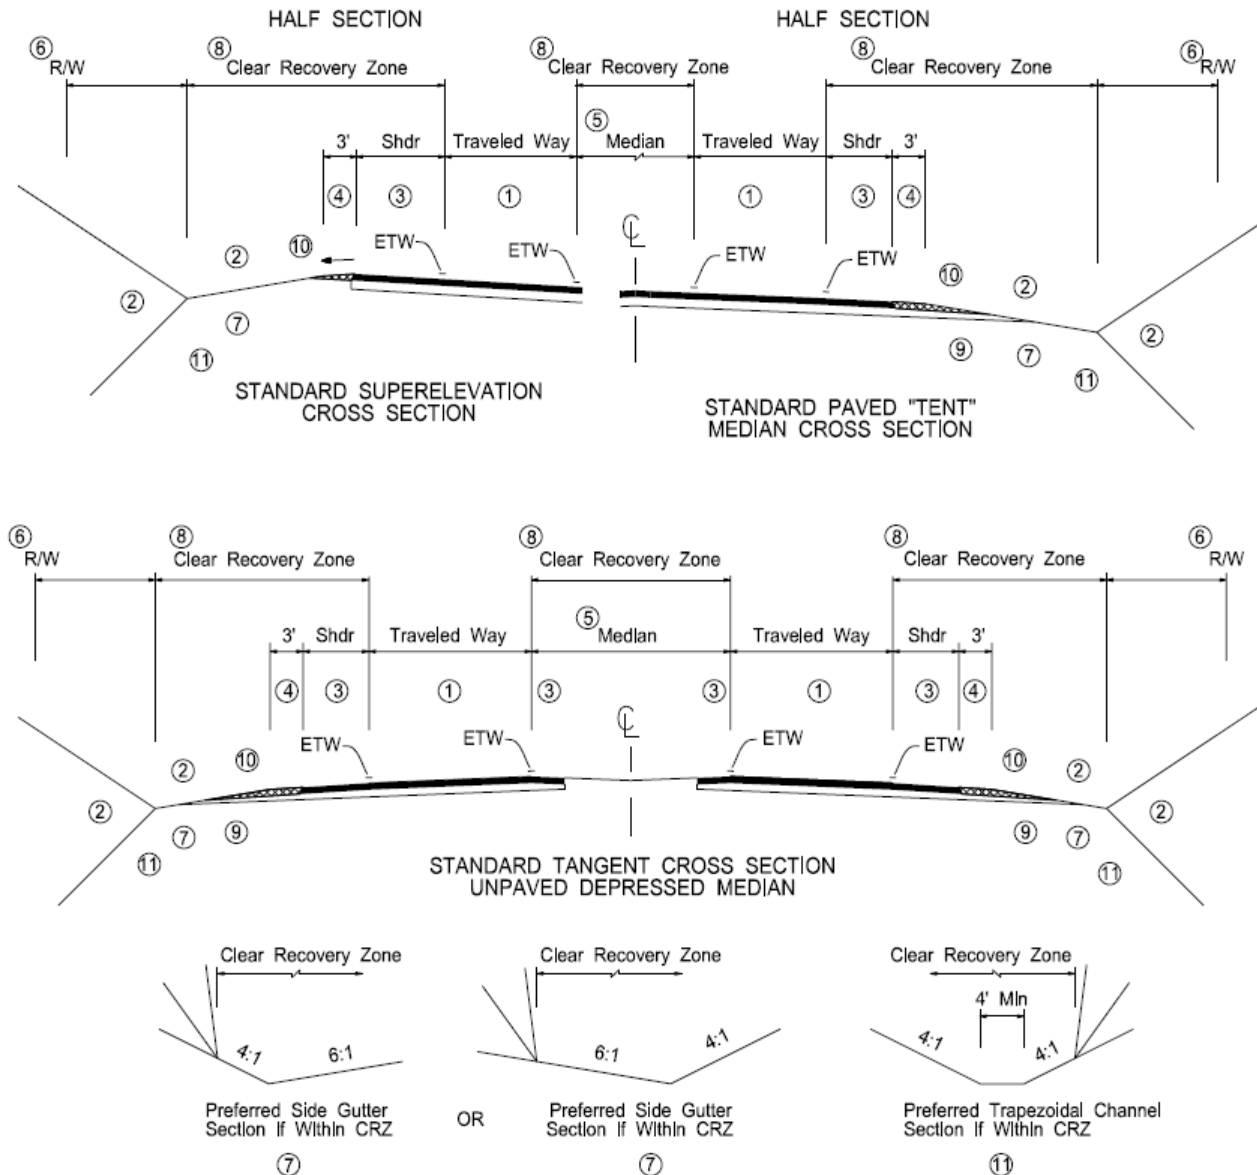 HALF SECTION
HALF SECTION
⑥ R/W
⑧ Clear Recovery Zone
⑧ Clear Recovery Zone
⑧ Clear Recovery Zone
⑥ R/W
⑤
3' Shdr Traveled Way Median Traveled Way Shdr 3'
④ ③ ① ① ③ ④
℄
② ⑩ ETW ETW ETW ETW ⑩ ②
② ⑦ ⑪ ⑨ ⑦ ⑪ ②
STANDARD SUPERELEVATION
CROSS SECTION
STANDARD PAVED "TENT"
MEDIAN CROSS SECTION
⑥ R/W
⑧ Clear Recovery Zone
⑧ Clear Recovery Zone
⑧ Clear Recovery Zone
⑥ R/W
⑤
3' Shdr Traveled Way Median Traveled Way Shdr 3'
④ ③ ① ③ ③ ① ③ ④
℄
② ⑩ ETW ETW ETW ETW ⑩ ②
② ⑪ ⑦ ⑨ ⑨ ⑦ ⑪ ②
STANDARD TANGENT CROSS SECTION
UNPAVED DEPRESSED MEDIAN
Clear Recovery Zone
4:1 6:1
Preferred Side Gutter
Section If Within CRZ
⑦
OR
Clear Recovery Zone
6:1 4:1
Preferred Side Gutter
Section If Within CRZ
⑦
Clear Recovery Zone
4' Min
4:1 4:1
Preferred Trapezoidal Channel
Section If Within CRZ
⑪